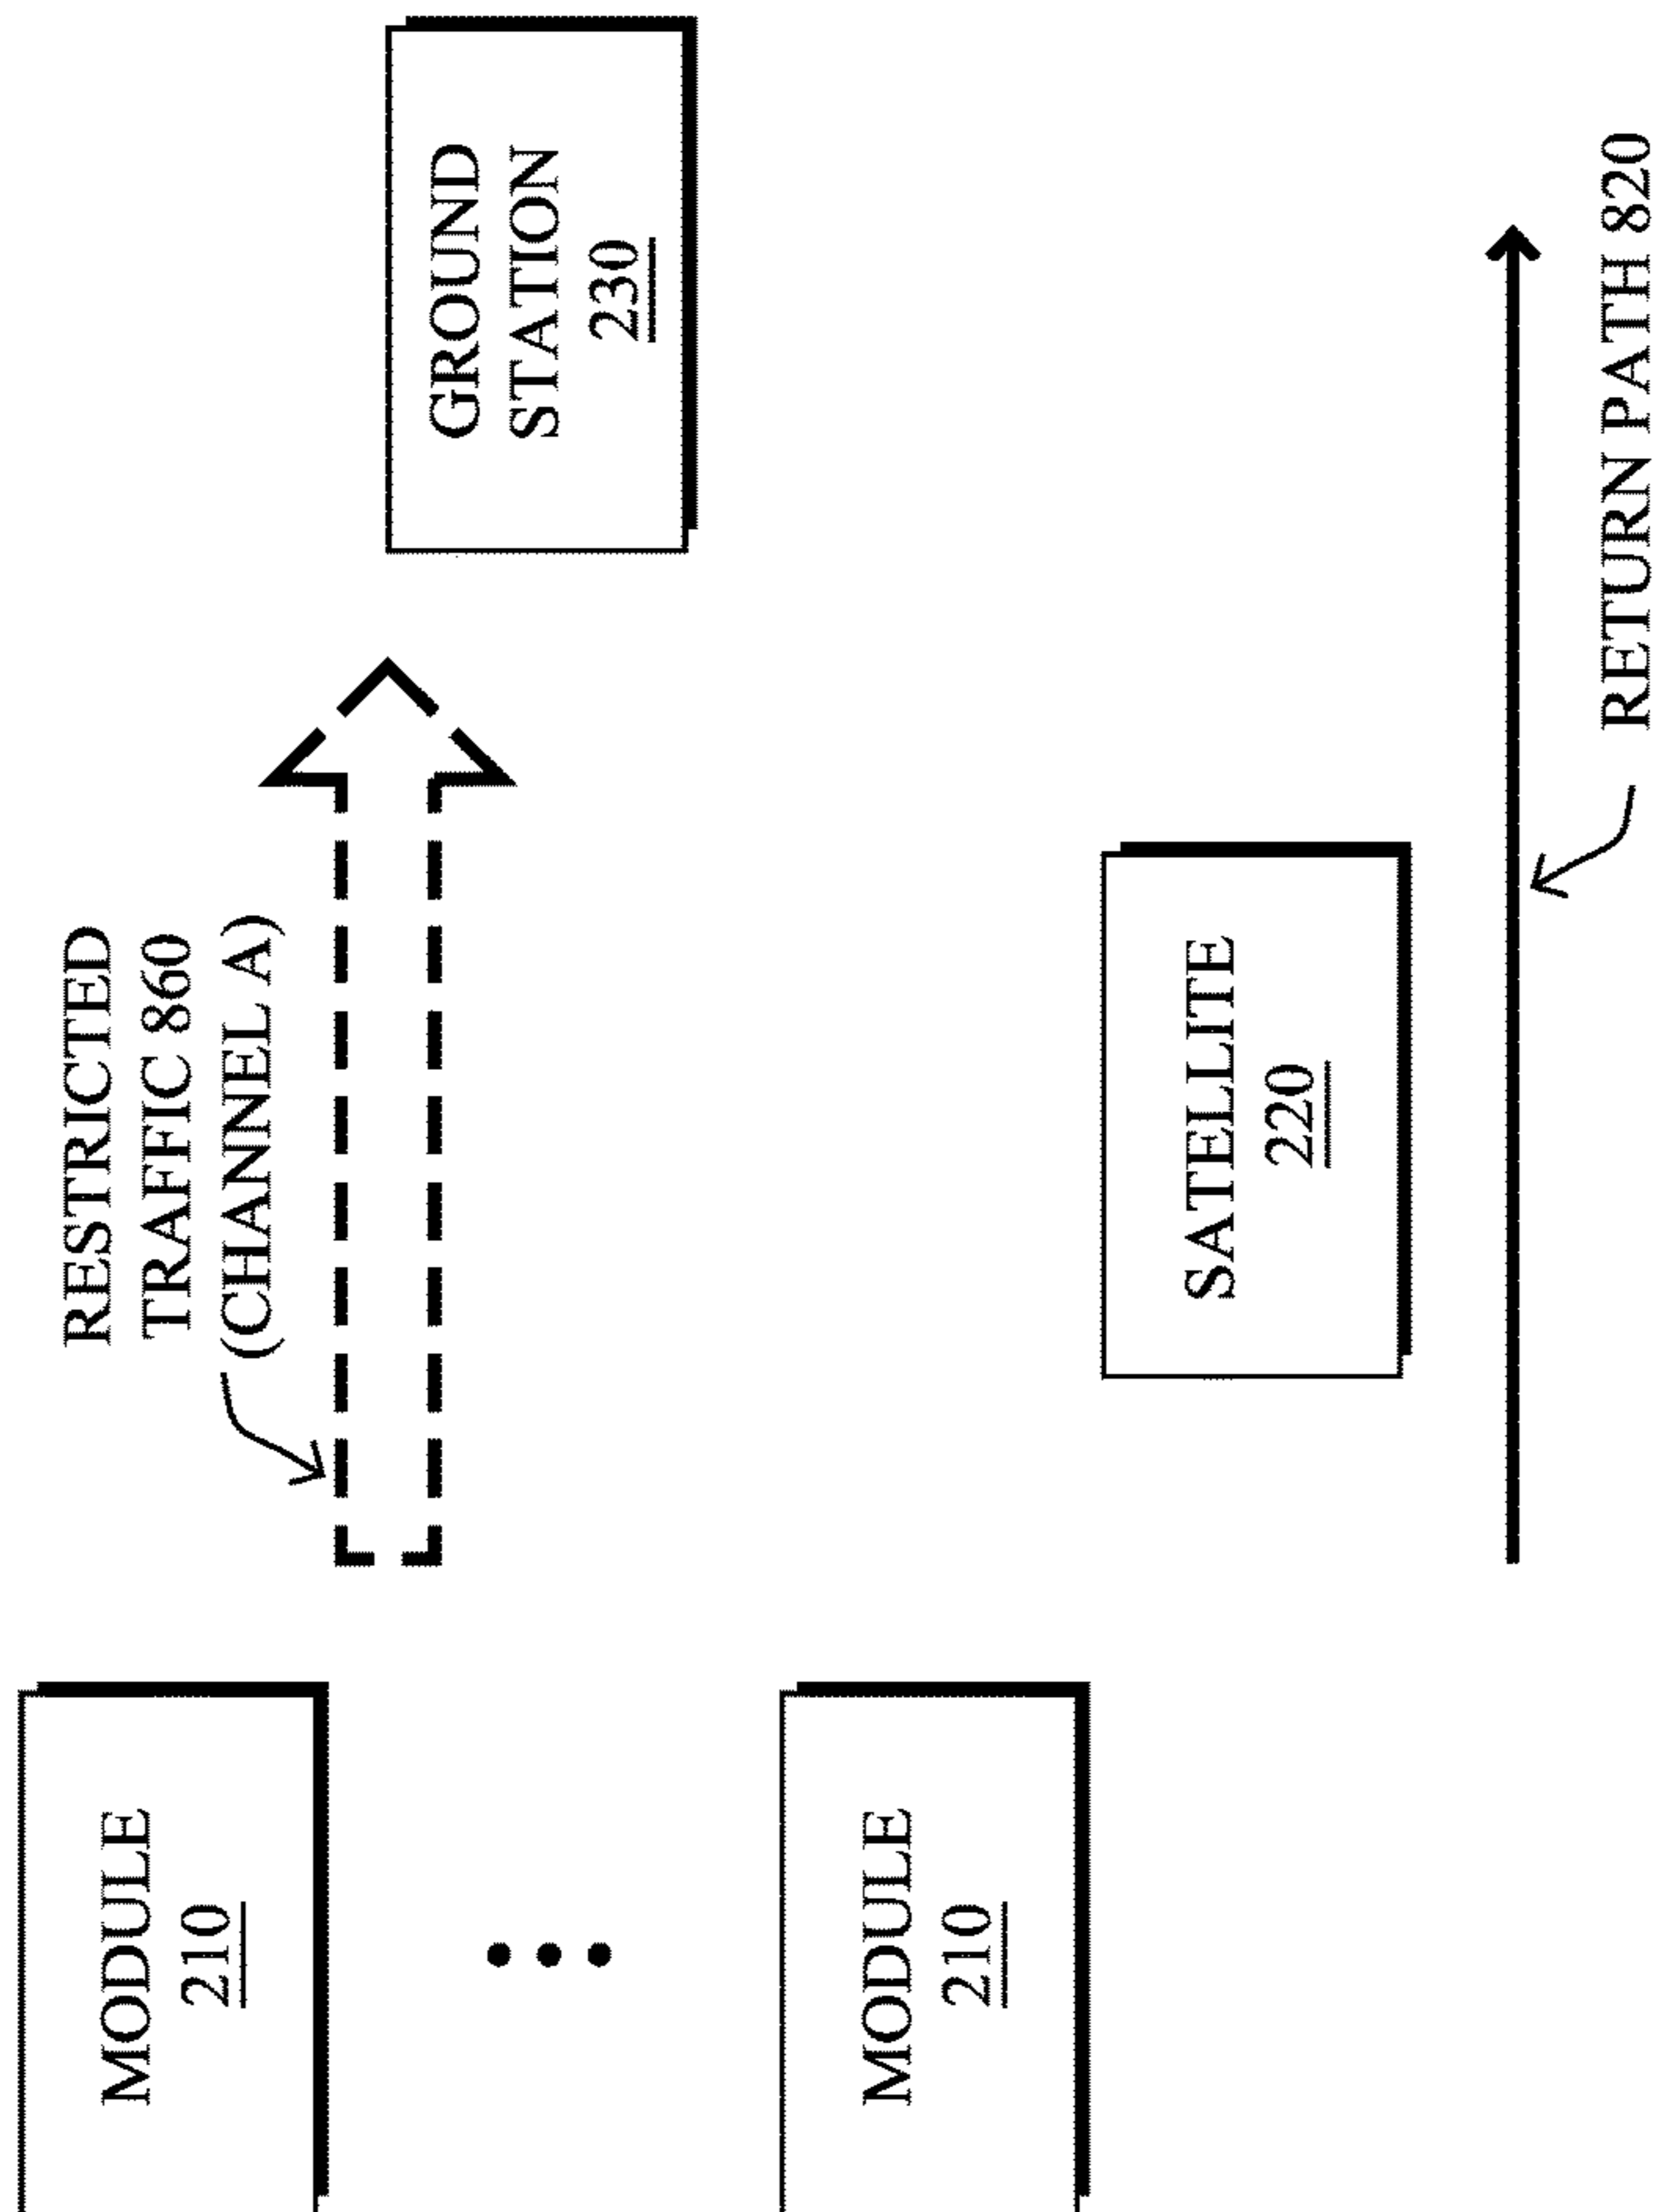 MODULE
210
MODULE
210
RESTRICTED
TRAFFIC 860
(CHANNEL A)
SATELLITE
220
GROUND
STATION
230
RETURN PATH 820